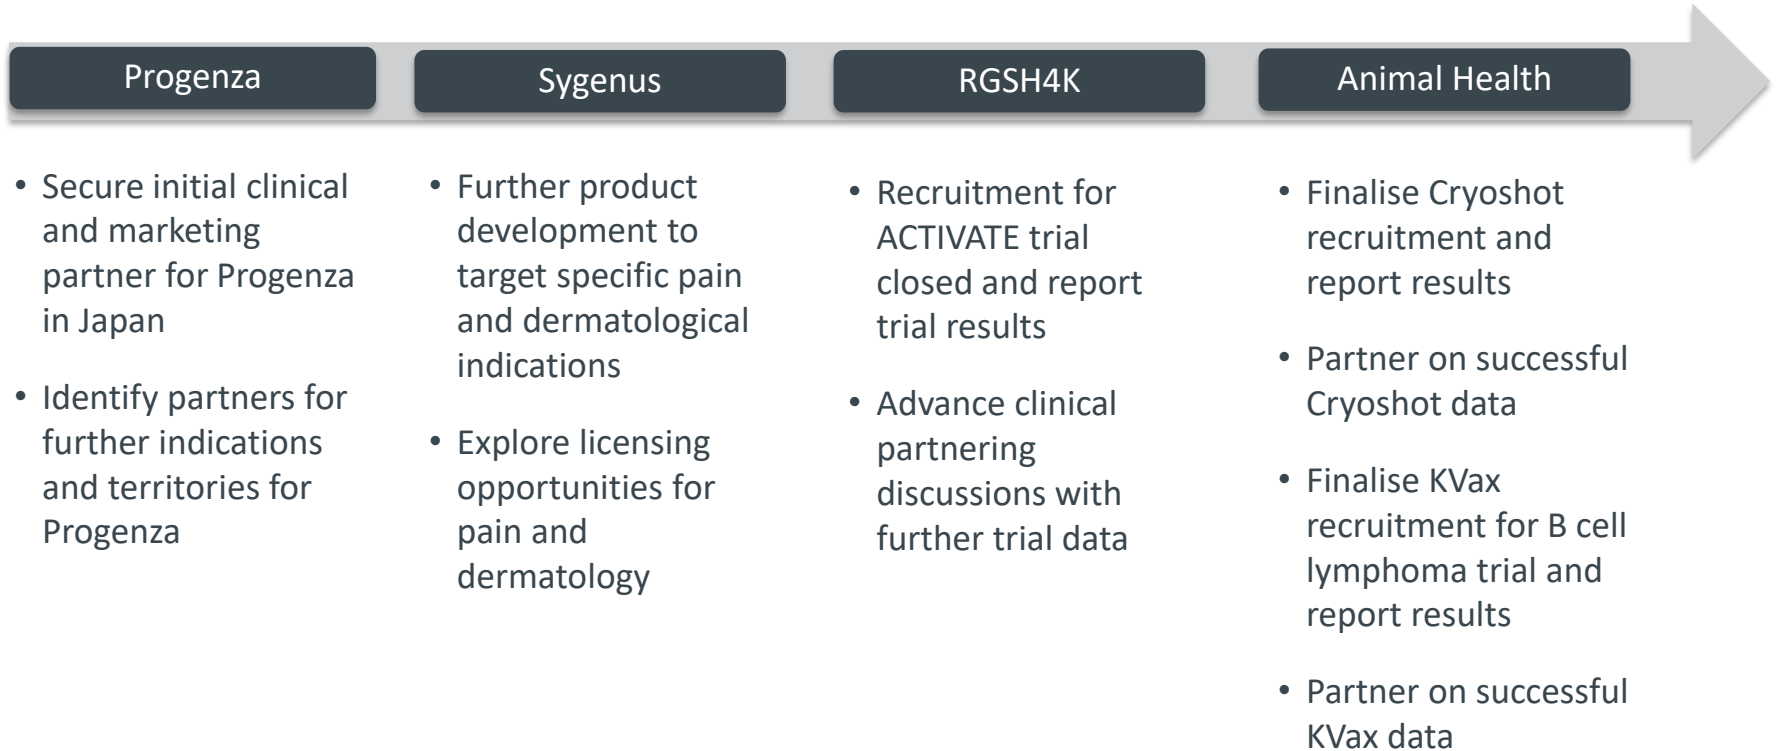 Progenza
• Secure initial clinical
and marketing
partner for Progenza
in Japan
• Identify partners for
further indications
and territories for
Progenza
Sygenus
• Further product
development to
target specific pain
and dermatological
indications
• Explore licensing
opportunities for
pain and
dermatology
RGSH4K
• Recruitment for
ACTIVATE trial
closed and report
trial results
• Advance clinical
partnering
discussions with
further trial data
Animal Health
• Finalise Cryoshot
recruitment and
report results
• Partner on successful
Cryoshot data
• Finalise KVax
recruitment for B cell
lymphoma trial and
report results
• Partner on successful
KVax data